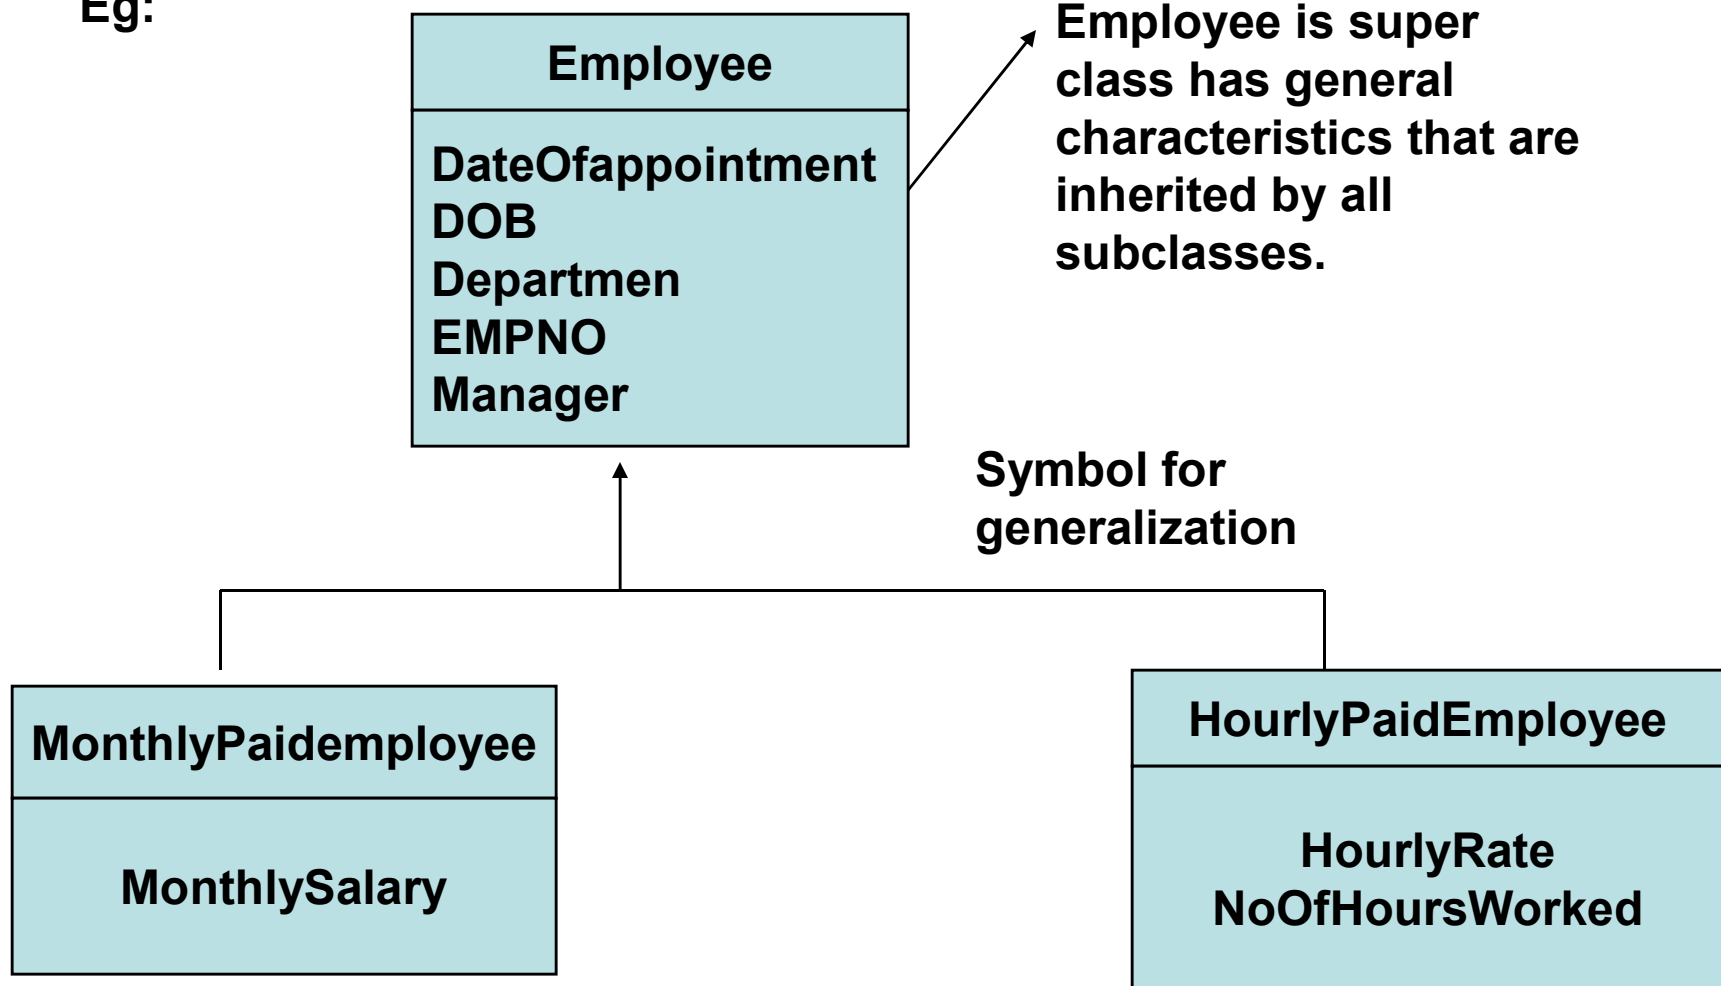 Eg:
Employee
DateOfappointment
DOB
Departmen
EMPNO
Manager
Employee is super
class has general
characteristics that are
inherited by all
subclasses.
Symbol for
generalization
MonthlyPaidemployee
MonthlySalary
HourlyPaidEmployee
HourlyRate
NoOfHoursWorked